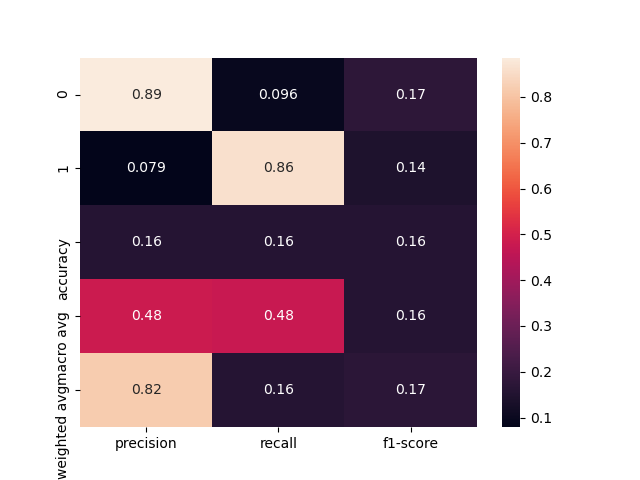 0 0.89 0.096 0.17
1 0.079 0.86 0.14
accuracy 0.16 0.16 0.16
macro avg 0.48 0.48 0.16
weighted avg 0.82 0.16 0.17
precision recall f1-score
0.8
0.7
0.6
0.5
0.4
0.3
0.2
0.1